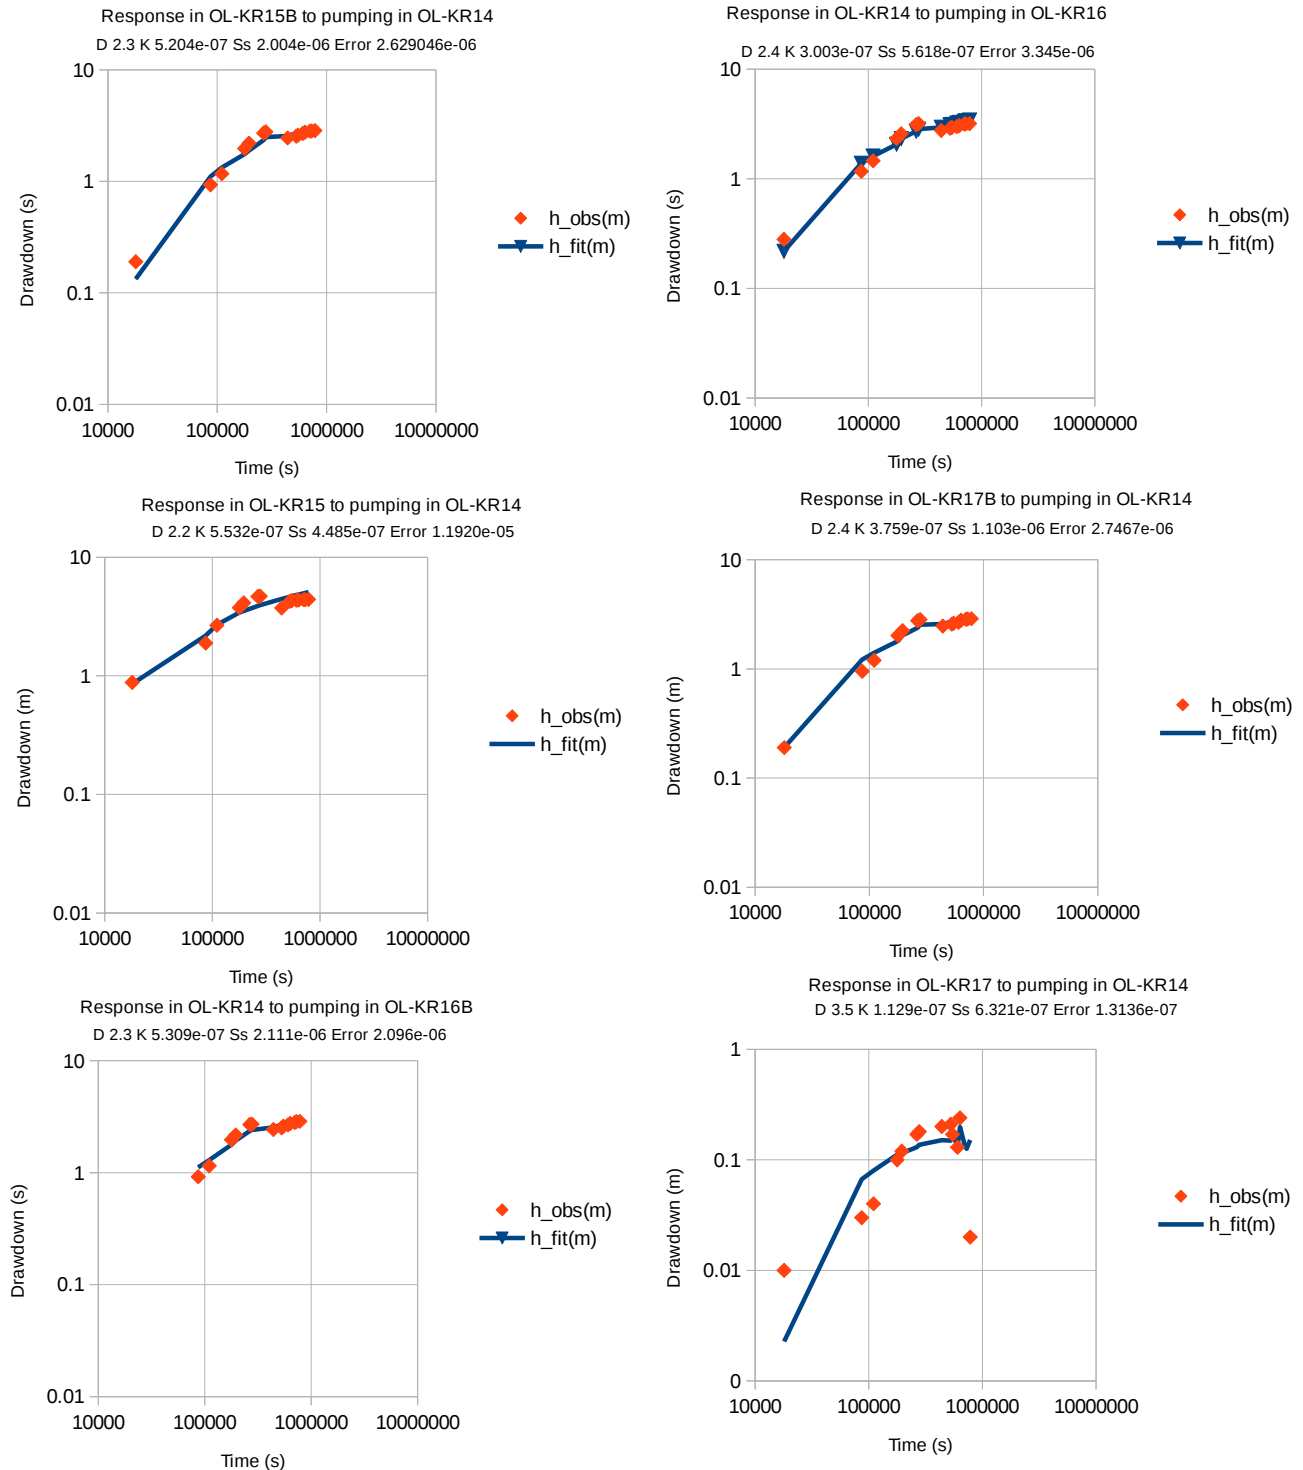 Response in OL-KR15B to pumping in OL-KR14
D 2.3 K 5.204e-07 Ss 2.004e-06 Error 2.629046e-06
10
1
0.1
0.01
Drawdown (s)
10000 100000 1000000 10000000
Time (s)
h_obs(m)
h_fit(m)
Response in OL-KR14 to pumping in OL-KR16
D 2.4 K 3.003e-07 Ss 5.618e-07 Error 3.345e-06
10
1
0.1
0.01
Drawdown (s)
10000 100000 1000000 10000000
Time (s)
h_obs(m)
h_fit(m)
Response in OL-KR15 to pumping in OL-KR14
D 2.2 K 5.532e-07 Ss 4.485e-07 Error 1.1920e-05
10
1
0.1
0.01
Drawdown (m)
10000 100000 1000000 10000000
Time (s)
h_obs(m)
h_fit(m)
Response in OL-KR17B to pumping in OL-KR14
D 2.4 K 3.759e-07 Ss 1.103e-06 Error 2.7467e-06
10
1
0.1
0.01
Drawdown (m)
10000 100000 1000000 10000000
Time (s)
h_obs(m)
h_fit(m)
Response in OL-KR14 to pumping in OL-KR16B
D 2.3 K 5.309e-07 Ss 2.111e-06 Error 2.096e-06
10
1
0.1
0.01
Drawdown (s)
10000 100000 1000000 10000000
Time (s)
h_obs(m)
h_fit(m)
Response in OL-KR17 to pumping in OL-KR14
D 3.5 K 1.129e-07 Ss 6.321e-07 Error 1.3136e-07
1
0.1
0.01
0
Drawdown (m)
10000 100000 1000000 10000000
Time (s)
h_obs(m)
h_fit(m)